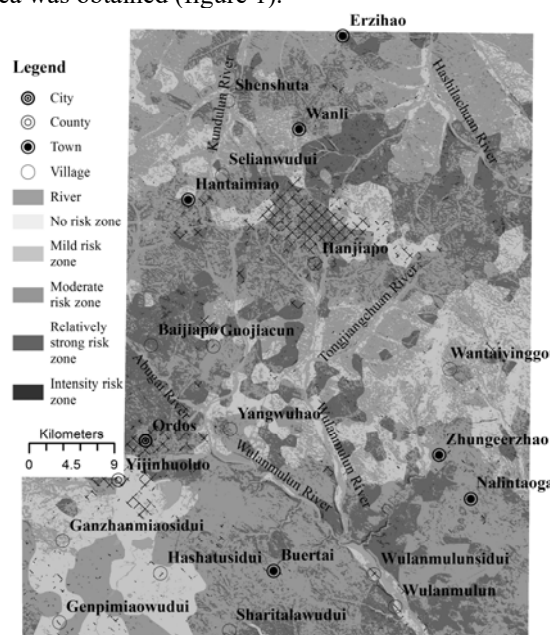 ea was obtained (figure 1).
Erzihao
Legend
City
County
Town
Village
River
No risk zone
Mild risk
zone
Moderate
risk zone
Relatively
strong risk
zone
Intensity risk
zone
Kilometers
0 4.5 9
Shenshuta
Kundulun River
Hashilachuan River
Wanli
Selianwudui
Hantaimiao
Hanjiapo
Tongjiangchuan River
Baijiapo
Guojiacun
Wantaiyinggou
Abugai River
Yangwuhao
Ordos
Wulanmulun River
Wulanmulun River
Zhungeerzhao
Yijinhuoluo
Nalintaoga
Ganzhanmiaosidui
Hashatusidui
Buertai
Wulanmulunsidui
Wulanmulun
Genpimiaowudui
Sharitalawudui